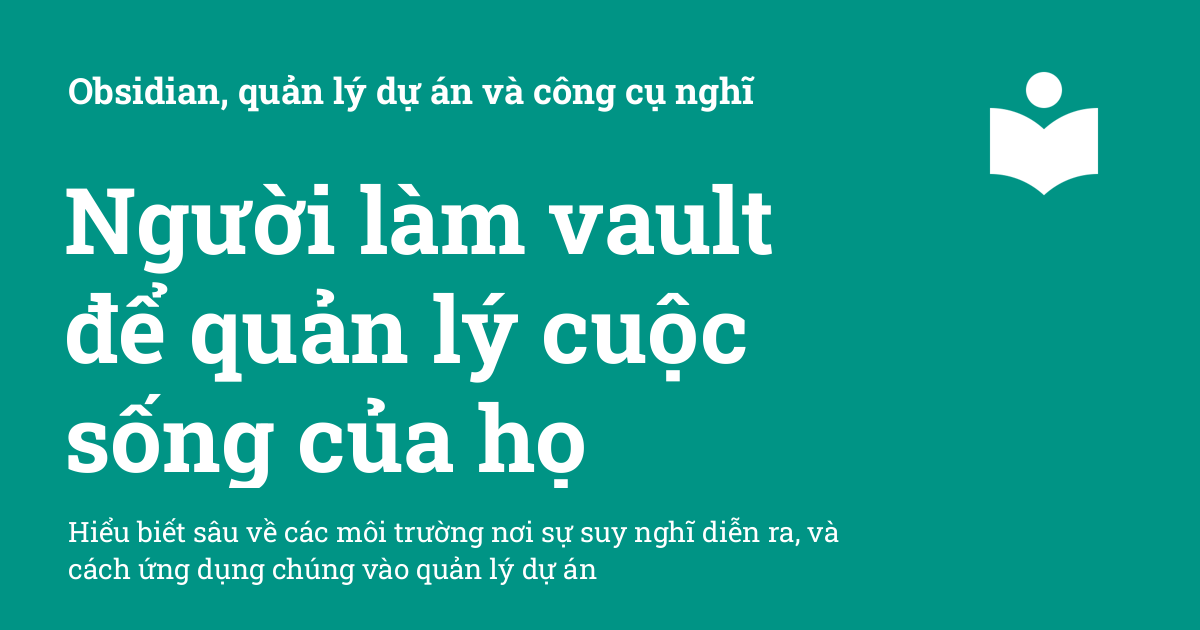 Obsidian, quản lý dự án và công cụ nghĩ
Người làm vault
để quản lý cuộc
sống của họ
Hiểu biết sâu về các môi trường nơi sự suy nghĩ diễn ra, và
cách ứng dụng chúng vào quản lý dự án